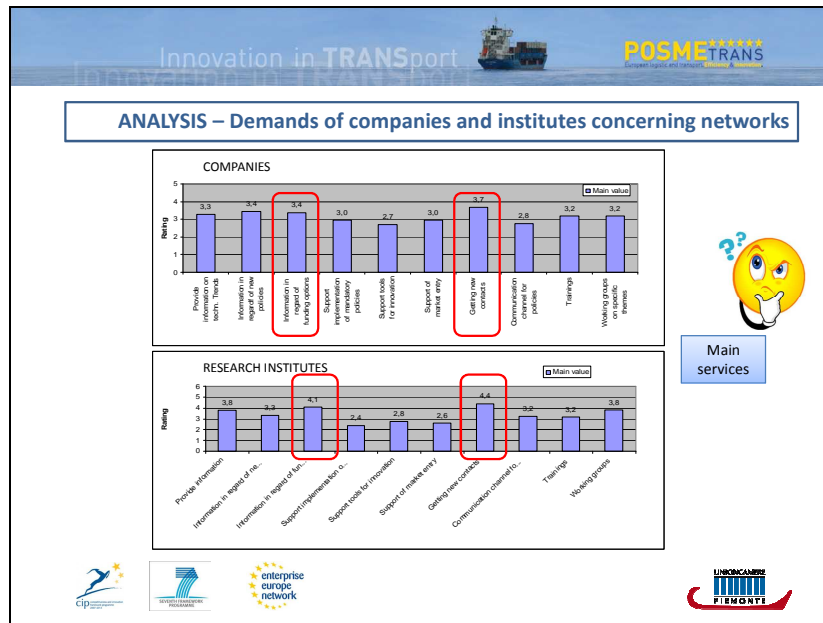 Innovation in TRANSport
POSMETRANS
European logistic and transport. Efficiency & innovation.
ANALYSIS – Demands of companies and institutes concerning networks
COMPANIES
Main value
Rating
5
4
3
2
1
0
3,3
3,4
3,4
3,0
2,7
3,0
3,7
2,8
3,2
3,2
Provide
information on
techn. Trends
Information in
regard of new
policies
Information in
regard of
funding options
Support
implementation
of mandatory
policies
Support tools
for innovation
Support of
market entry
Getting new
contacts
Communication
channel for
policies
Trainings
Working groups
on specific
themes
??
Main
services
RESEARCH INSTITUTES
Main value
Rating
6
5
4
3
2
1
0
3,8
3,3
4,1
2,4
2,8
2,6
4,4
3,2
3,2
3,8
Provide information
Information in regard of ne...
Information in regard of fun...
Support implementation o...
Support tools for innovation
Support of market entry
Getting new contacts
Communication channel fo...
Trainings
Working groups
cip
SEVENTH FRAMEWORK
PROGRAMME
enterprise
europe
network
UNIONCAMERE
PIEMONTE